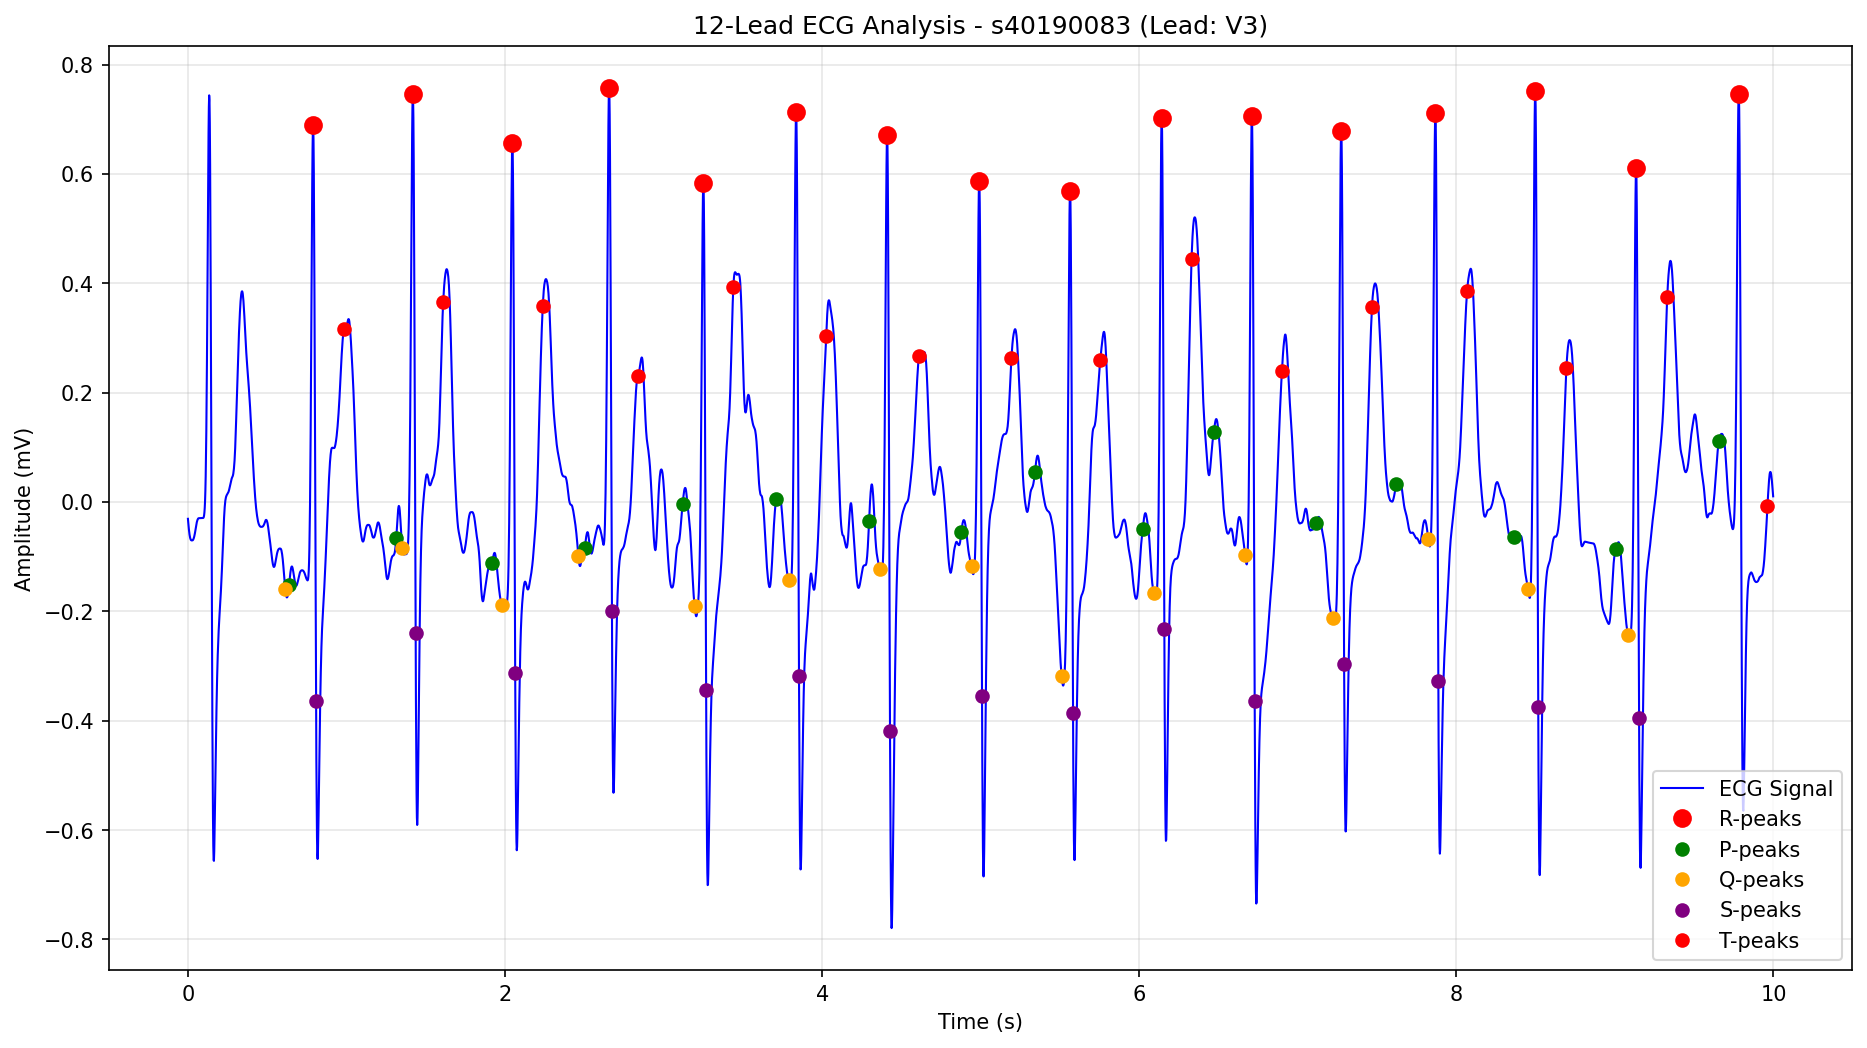 12-Lead ECG Analysis - s40190083 (Lead: V3)
Amplitude (mV)
0.8
0.6
0.4
0.2
0.0
−0.2
−0.4
−0.6
−0.8
0
2
4
6
8
10
Time (s)
ECG Signal
R-peaks
P-peaks
Q-peaks
S-peaks
T-peaks